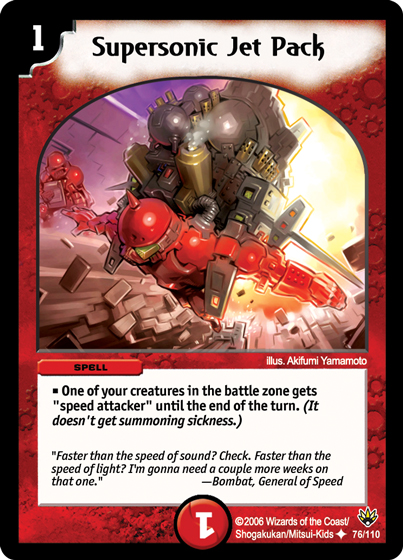 1
Supersonic Jet Pack
illus. Akifumi Yamamoto
SPELL
▪ One of your creatures in the battle zone gets
"speed attacker" until the end of the turn. (It
doesn't get summoning sickness.)
"Faster than the speed of sound? Check. Faster than the
speed of light? I'm gonna need a couple more weeks on
that one." —Bombat, General of Speed
1
©2006 Wizards of the Coast/
Shogakukan/Mitsui-Kids ✦ 76/110